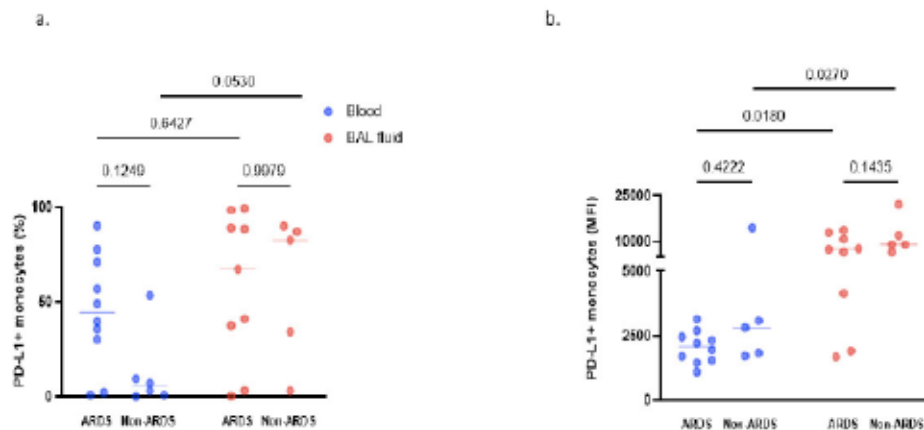 a.
0.0530
0.6427
0.1249
0.9979
Blood
BAL fluid
PD-L1+ monocytes (%)
100
50
0
ARDS Non-ARDS ARDS Non-ARDS
b.
0.0270
0.0180
0.4222
0.1435
PD-L1+ monocytes (MFI)
25000
10000
5000
2500
0
ARDS Non-ARDS ARDS Non-ARDS